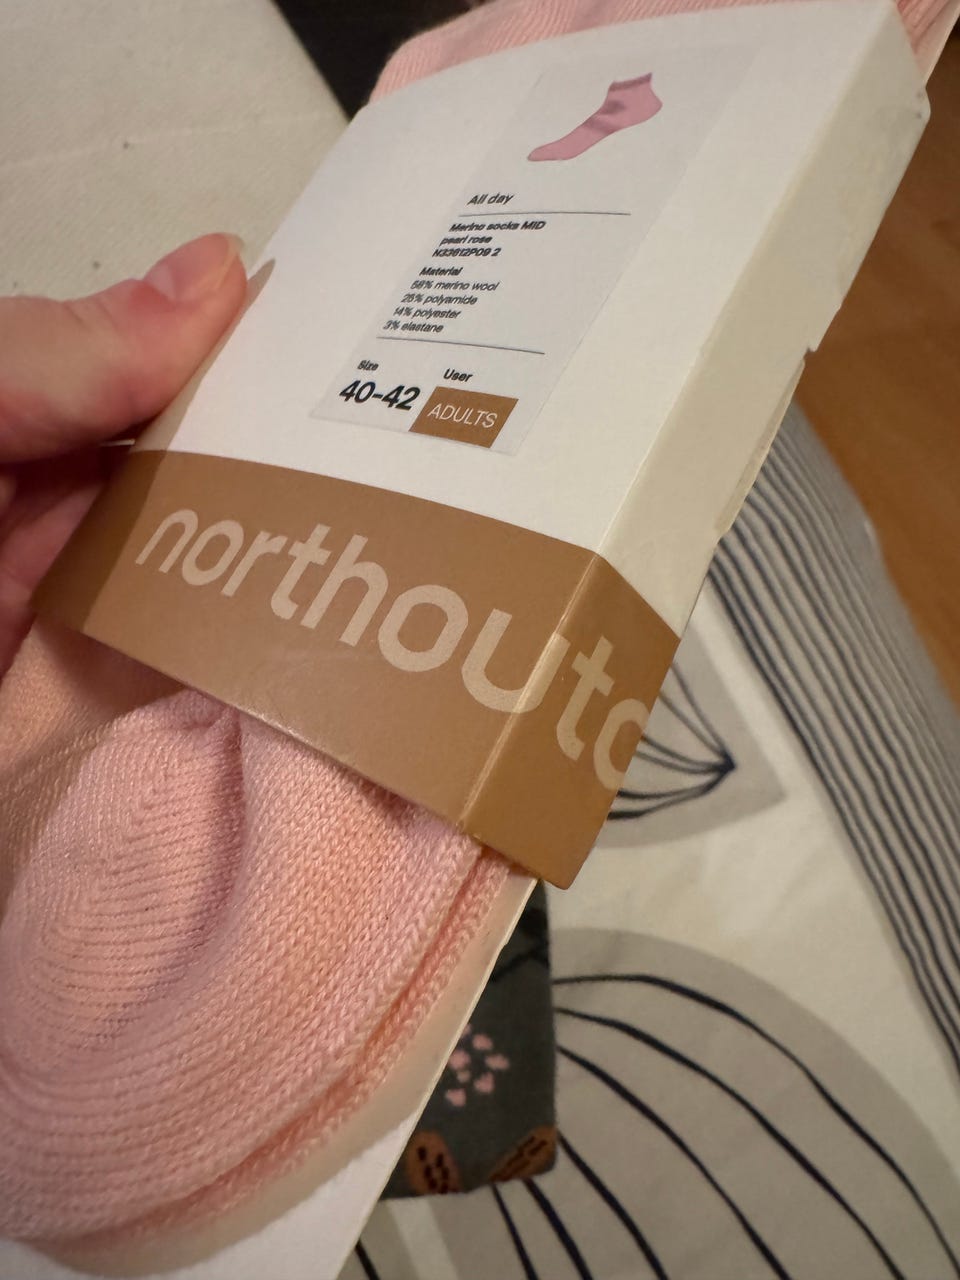 All day
Merino socks MID
pearl rose
N33612P09 2
Material
58% merino wool
25% polyamide
14% polyester
3% elastane
Size
40-42
User
ADULTS
northouto